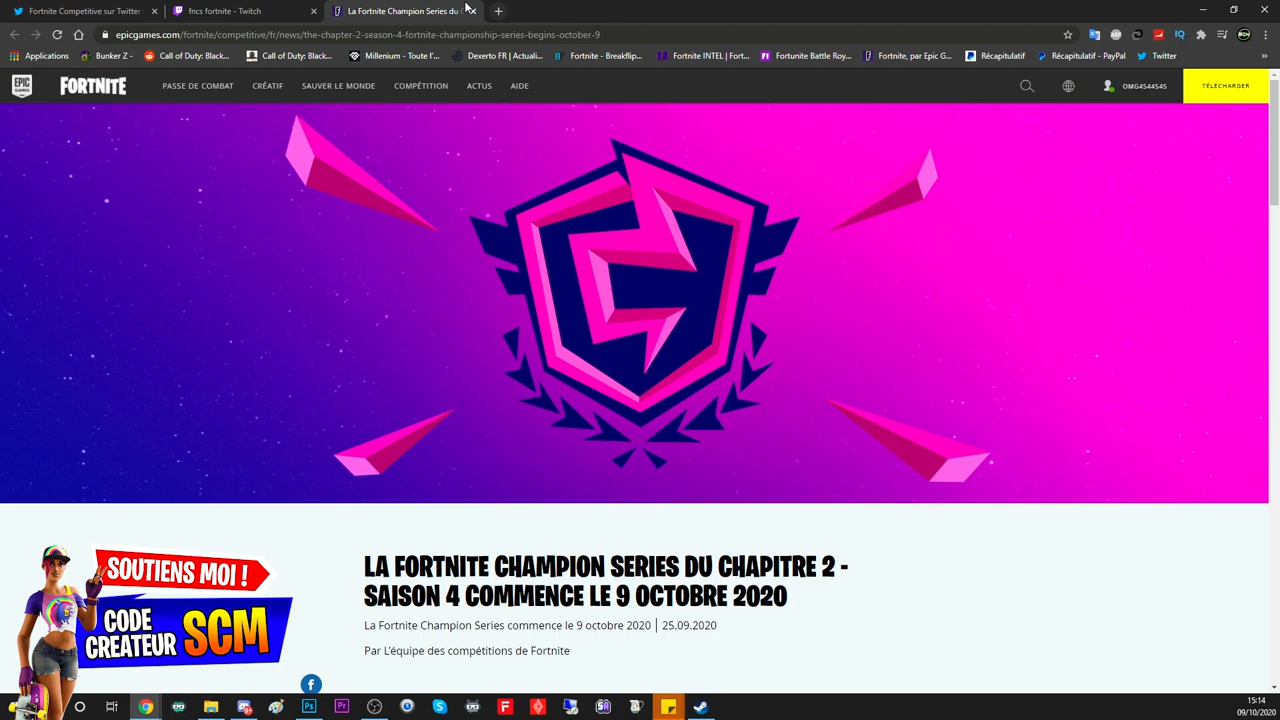 Fortnite Competitive sur Twitter
fncs fortnite - Twitch
La Fortnite Champion Series du
epicgames.com/fortnite/competitive/fr/news/the-chapter-2-season-4-fortnite-championship-series-begins-october-9
Applications
Bunker Z -
Call of Duty: Black...
Call of Duty: Black...
Millenium - Toute l'...
Dexerto FR | Actuali...
Fortnite - Breakflip...
Fortnite INTEL | Fort...
Fortunite Battle Roy...
Fortnite, par Epic G...
Récapitulatif
Récapitulatif - PayPal
Twitter
EPIC GAMES
FORTNITE
PASSE DE COMBAT
CRÉATIF
SAUVER LE MONDE
COMPÉTITION
ACTUS
AIDE
OMG4544545
TÉLÉCHARGER
SOUTIENS MOI !
CODE
CREATEUR SCM
LA FORTNITE CHAMPION SERIES DU CHAPITRE 2 -
SAISON 4 COMMENCE LE 9 OCTOBRE 2020
La Fortnite Champion Series commence le 9 octobre 2020 | 25.09.2020
Par L'équipe des compétitions de Fortnite
15:14
09/10/2020